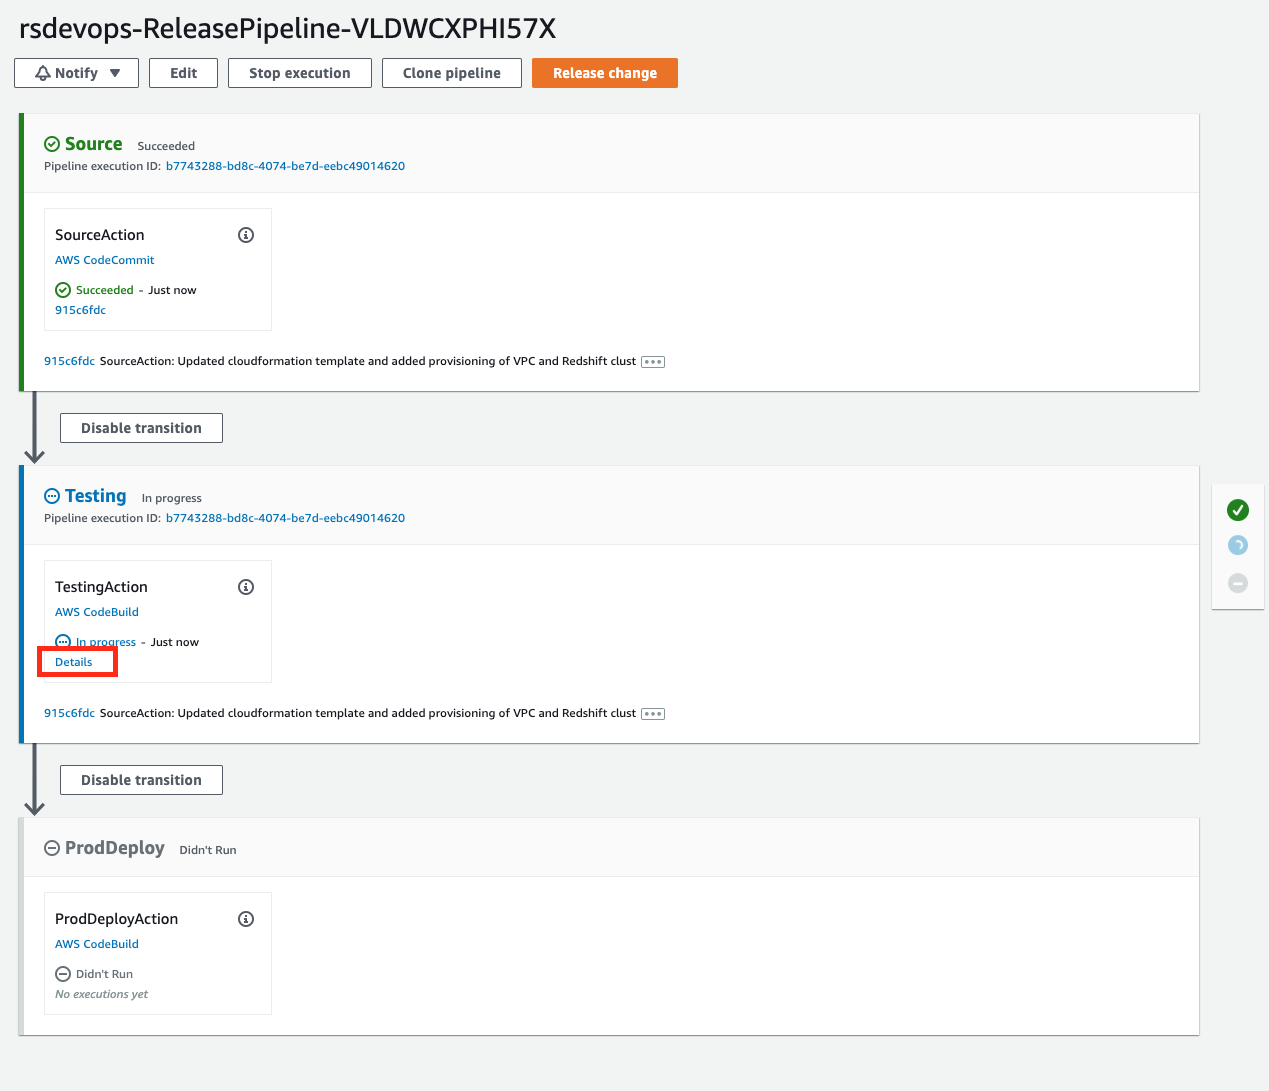 rsdevops-ReleasePipeline-VLDWCXPHI57X
Notify Edit Stop execution Clone pipeline Release change
Source Succeeded
Pipeline execution ID: b7743288-bd8c-4074-be7d-eebc49014620
SourceAction
AWS CodeCommit
Succeeded - Just now
915c6fdc
915c6fdc SourceAction: Updated cloudformation template and added provisioning of VPC and Redshift clust
Disable transition
Testing In progress
Pipeline execution ID: b7743288-bd8c-4074-be7d-eebc49014620
TestingAction
AWS CodeBuild
In progress - Just now
Details
915c6fdc SourceAction: Updated cloudformation template and added provisioning of VPC and Redshift clust
Disable transition
ProdDeploy Didn't Run
ProdDeployAction
AWS CodeBuild
Didn't Run
No executions yet